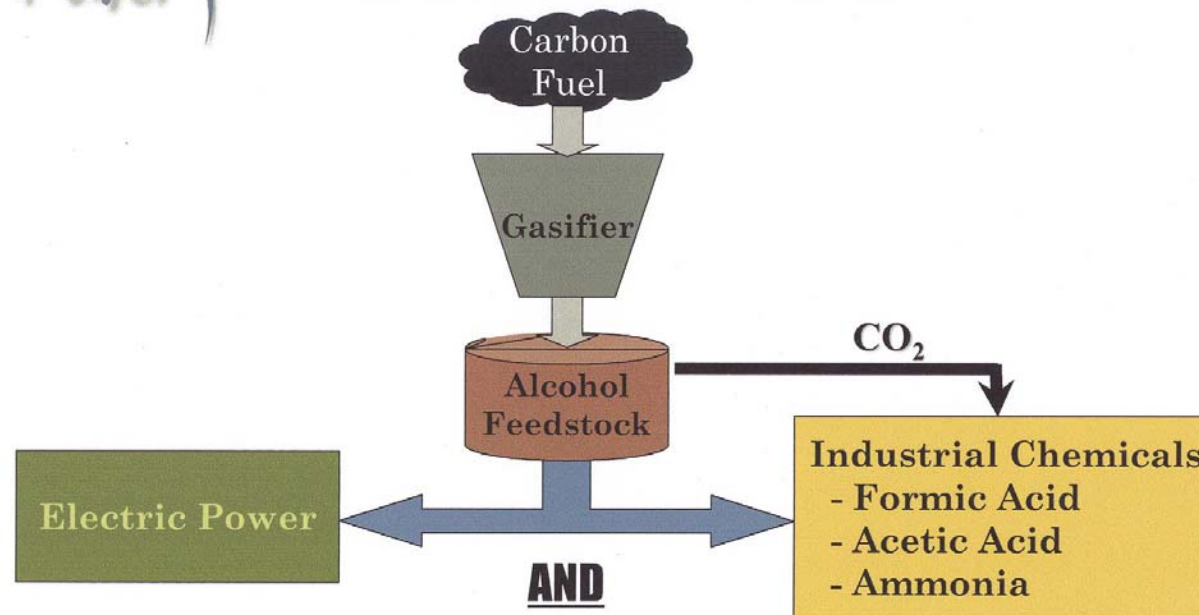 Carbon
Fuel
Gasifier
CO₂
Alcohol
Feedstock
Industrial Chemicals
- Formic Acid
- Acetic Acid
- Ammonia
Electric Power
AND